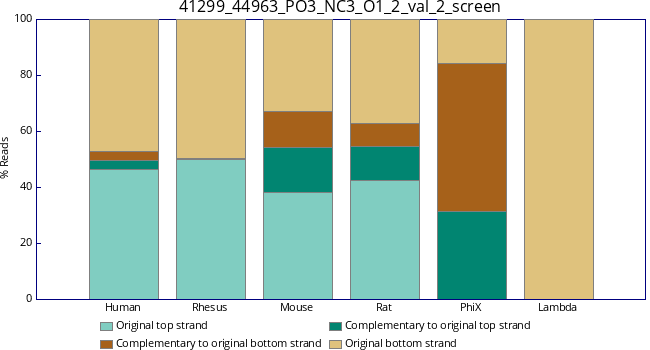 41299_44963_PO3_NC3_O1_2_val_2_screen
100
80
60
40
20
0
% Reads
Human Rhesus Mouse Rat PhiX Lambda
Original top strand Complementary to original top strand
Complementary to original bottom strand Original bottom strand